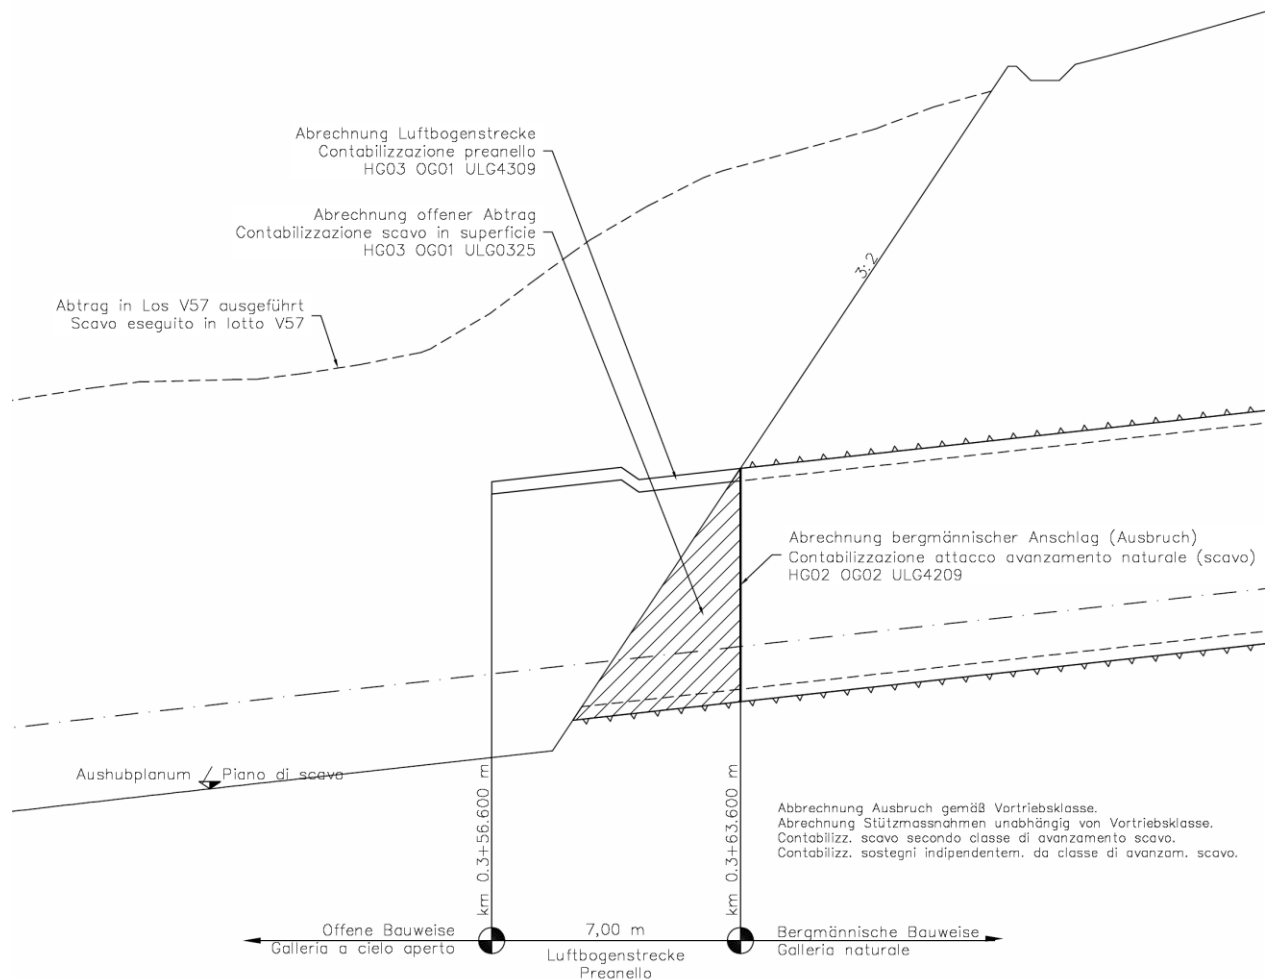 Abrechnung Luftbogenstrecke
Contabilizzazione preanello
HG03 OG01 ULG4309
Abrechnung offener Abtrag
Contabilizzazione scavo in superficie
HG03 OG01 ULG0325
3:2
Abtrag in Los V57 ausgeführt
Scavo eseguito in lotto V57
Abrechnung bergmännischer Anschlag (Ausbruch)
Contabilizzazione attacco avanzamento naturale (scavo)
HG02 OG02 ULG4209
Aushubplanum
Piano di scavo
km 0.3+56.600 m
km 0.3+63.600 m
Abbrechnung Ausbruch gemäß Vortriebsklasse.
Abrechnung Stützmassnahmen unabhängig von Vortriebsklasse.
Contabilizz. scavo secondo classe di avanzamento scavo.
Contabilizz. sostegni indipendentem. da classe di avanzam. scavo.
Offene Bauweise
Galleria a cielo aperto
7,00 m
Luftbogenstrecke
Preanello
Bergmännische Bauweise
Galleria naturale